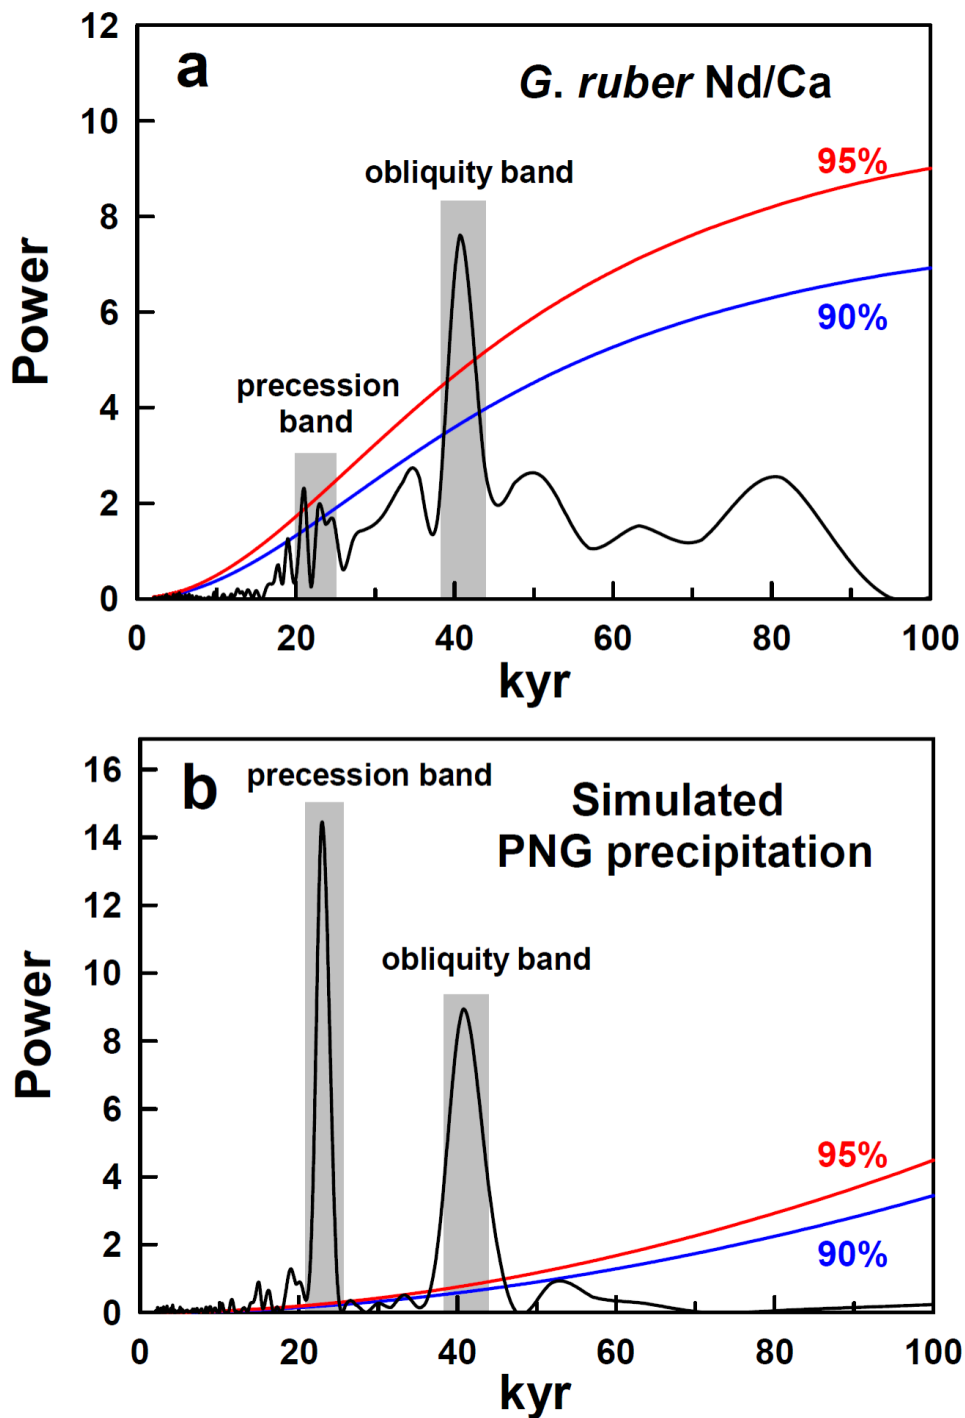 a
G. ruber Nd/Ca
12
10
8
6
4
2
0
Power
95%
90%
obliquity band
precession
band
0 20 40 60 80 100
kyr
b
precession band
Simulated
PNG precipitation
obliquity band
16
14
12
10
8
6
4
2
0
Power
95%
90%
0 20 40 60 80 100
kyr